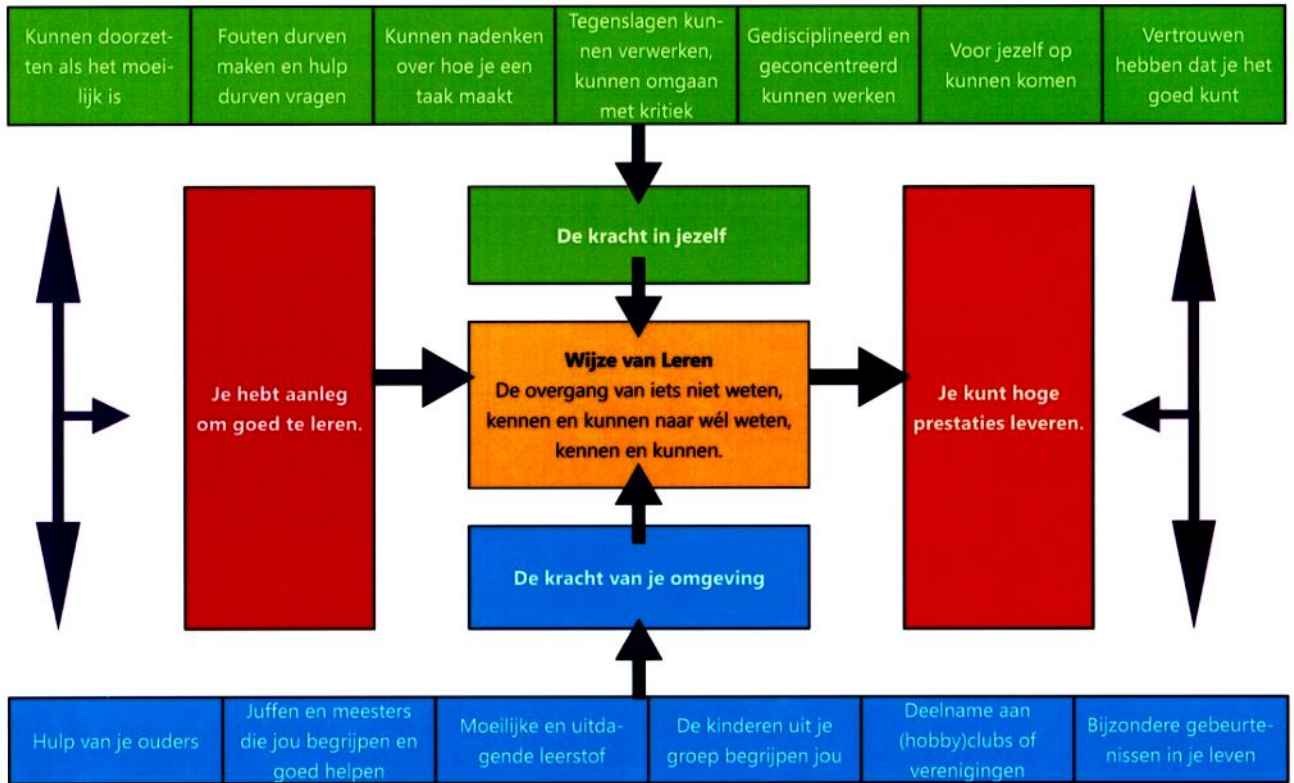 Kunnen doorzet-
ten als het moei-
lijk is
Fouten durven
maken en hulp
durven vragen
Kunnen nadenken
over hoe je een
taak maakt
Tegenslagen kun-
nen verwerken,
kunnen omgaan
met kritiek
Gedisciplineerd en
geconcentreerd
kunnen werken
Voor jezelf op
kunnen komen
Vertrouwen
hebben dat je het
goed kunt
De kracht in jezelf
Je hebt aanleg
om goed te leren.
Wijze van Leren
De overgang van iets niet weten,
kennen en kunnen naar wél weten,
kennen en kunnen.
Je kunt hoge
prestaties leveren.
De kracht van je omgeving
Hulp van je ouders
Juffen en meesters
die jou begrijpen en
goed helpen
Moeilijke en uitda-
gende leerstof
De kinderen uit je
groep begrijpen jou
Deelname aan
(hobby)clubs of
verenigingen
Bijzondere gebeurte-
nissen in je leven